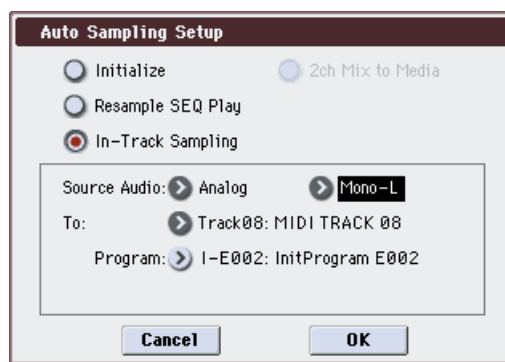 Auto Sampling Setup
Initialize 2ch Mix to Media
Resample SEQ Play
In-Track Sampling
Source Audio: Analog Mono-L
To: Track08: MIDI TRACK 08
Program: I-E002: InitProgram E002
Cancel OK